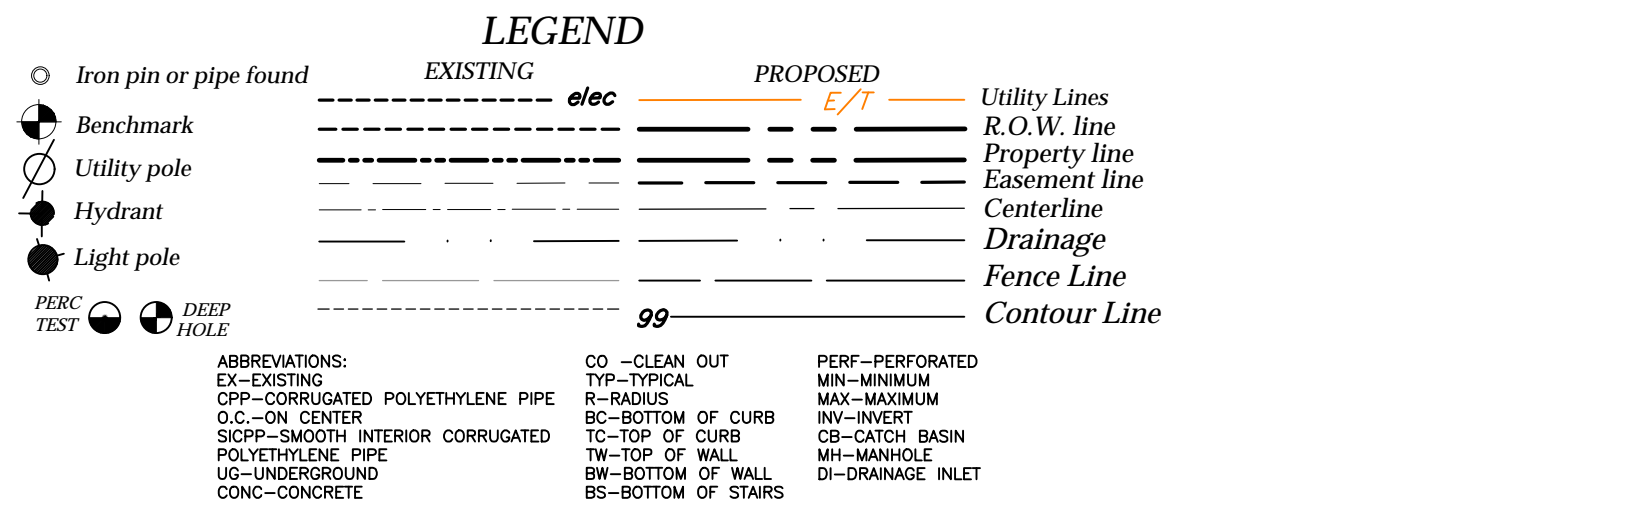 LEGEND
EXISTING
PROPOSED
Iron pin or pipe found
Benchmark
Utility pole
Hydrant
Light pole
PERC
TEST
DEEP
HOLE
elec
E/T
Utility Lines
R.O.W. line
Property line
Easement line
Centerline
Drainage
Fence Line
99
Contour Line
ABBREVIATIONS:
EX-EXISTING
CPP-CORRUGATED POLYETHYLENE PIPE
O.C.-ON CENTER
SICPP-SMOOTH INTERIOR CORRUGATED
POLYETHYLENE PIPE
UG-UNDERGROUND
CONC-CONCRETE
CO -CLEAN OUT
TYP-TYPICAL
R-RADIUS
BC-BOTTOM OF CURB
TC-TOP OF CURB
TW-TOP OF WALL
BW-BOTTOM OF WALL
BS-BOTTOM OF STAIRS
PERF-PERFORATED
MIN-MINIMUM
MAX-MAXIMUM
INV-INVERT
CB-CATCH BASIN
MH-MANHOLE
DI-DRAINAGE INLET